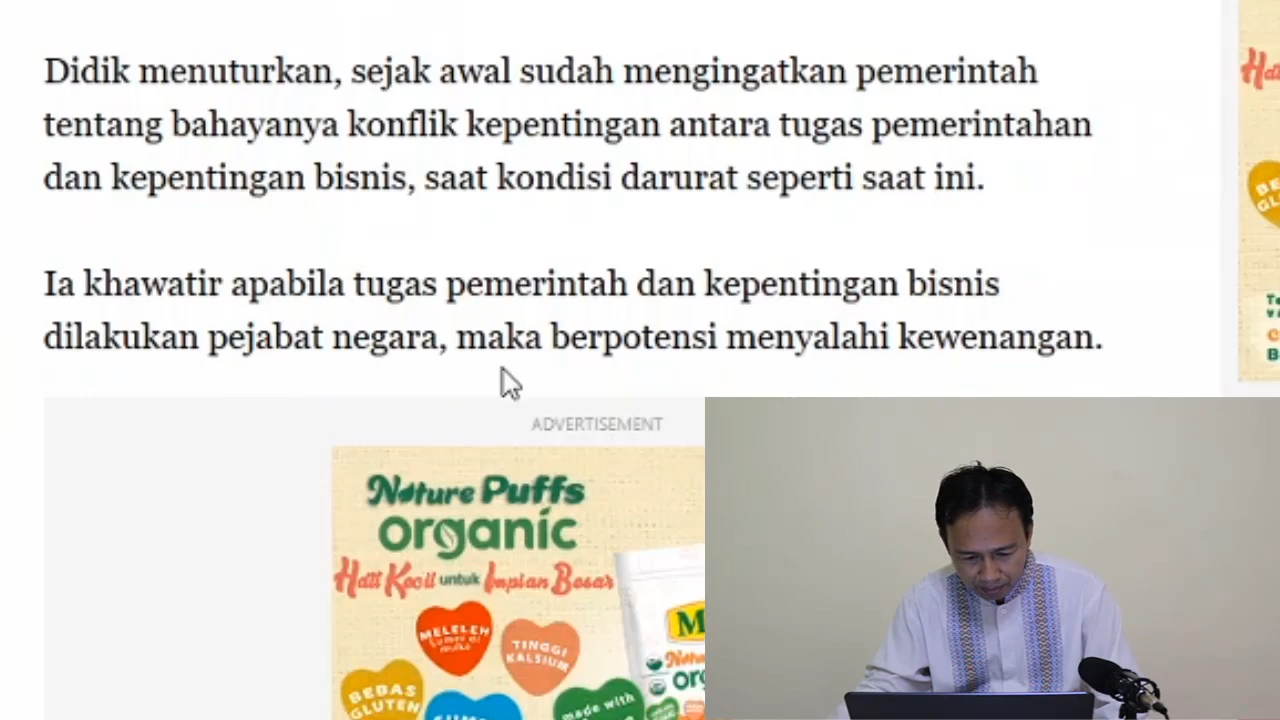 Didik menuturkan, sejak awal sudah mengingatkan pemerintah
tentang bahayanya konflik kepentingan antara tugas pemerintahan
dan kepentingan bisnis, saat kondisi darurat seperti saat ini.
Ia khawatir apabila tugas pemerintah dan kepentingan bisnis
dilakukan pejabat negara, maka berpotensi menyalahi kewenangan.
ADVERTISEMENT
Nature Puffs
organic
Hati Kecil untuk Impian Besar
MELELEH
TINGGI
KALSIUM
BEBAS
GLUTEN
made with